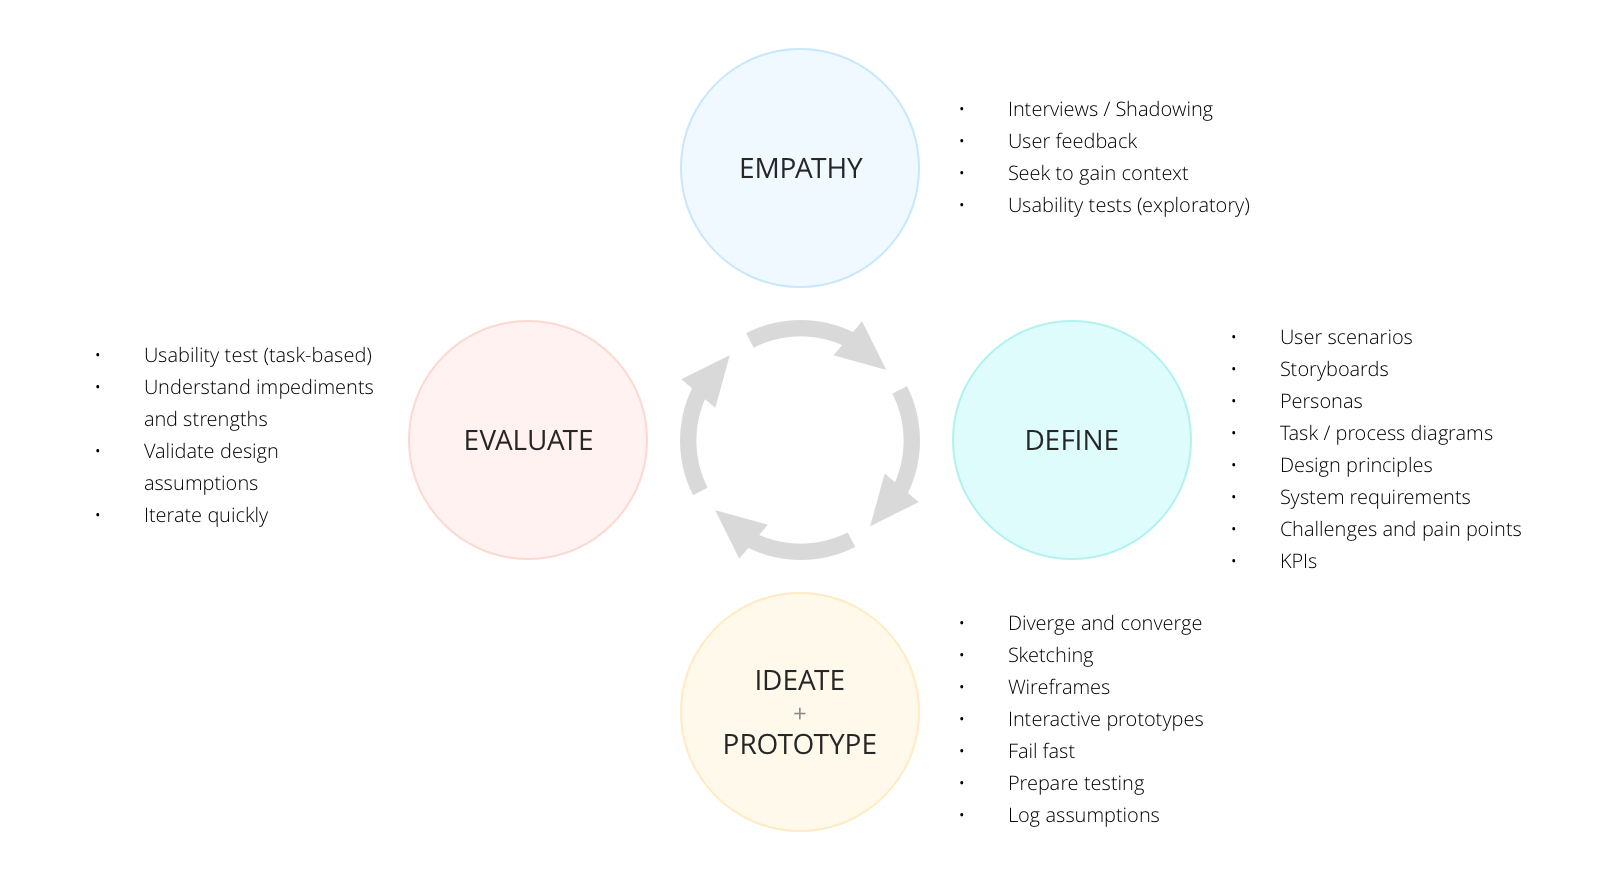 EMPATHY
• Interviews / Shadowing
• User feedback
• Seek to gain context
• Usability tests (exploratory)
EVALUATE
• Usability test (task-based)
• Understand impediments
and strengths
• Validate design
assumptions
• Iterate quickly
DEFINE
• User scenarios
• Storyboards
• Personas
• Task / process diagrams
• Design principles
• System requirements
• Challenges and pain points
• KPIs
IDEATE
+
PROTOTYPE
• Diverge and converge
• Sketching
• Wireframes
• Interactive prototypes
• Fail fast
• Prepare testing
• Log assumptions